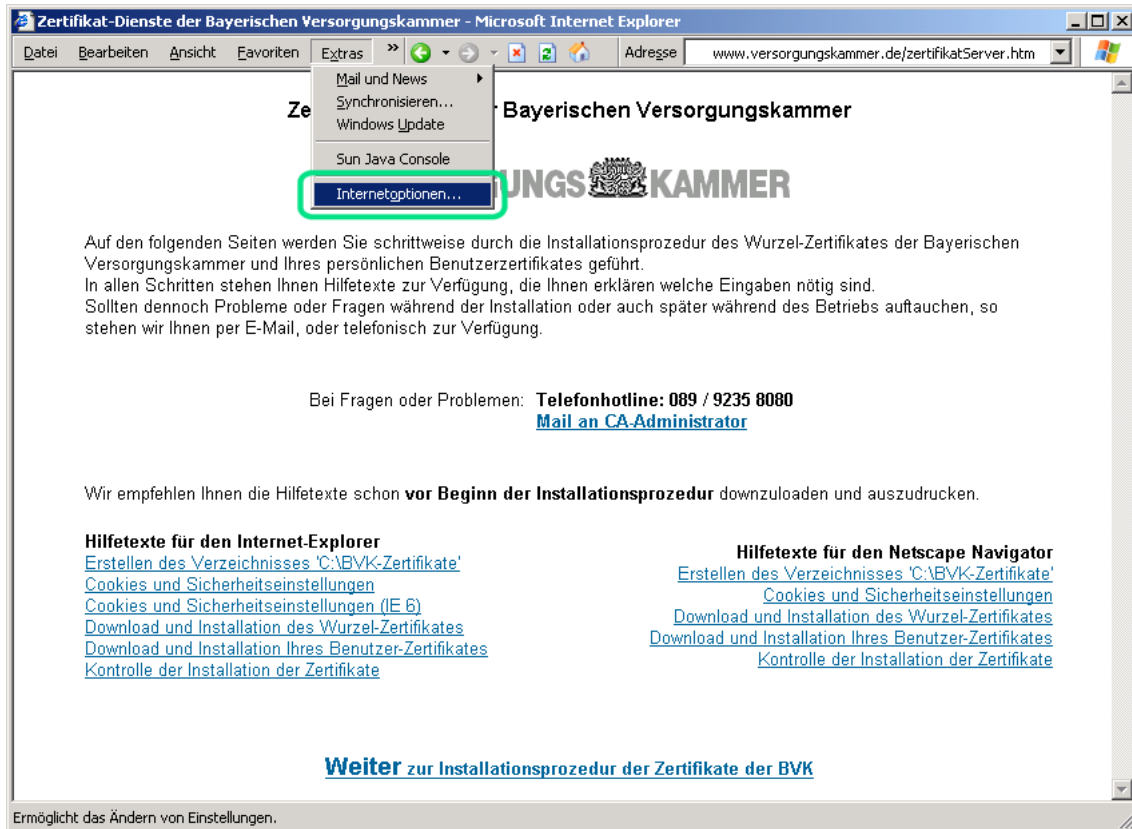 Zertifikat-Dienste der Bayerischen Versorgungskammer - Microsoft Internet Explorer
Datei Bearbeiten Ansicht Favoriten Extras » Adresse www.versorgungskammer.de/zertifikatServer.htm
Mail und News
Synchronisieren...
Windows Update
Sun Java Console
Internetoptionen...
Ze Bayerischen Versorgungskammer
UNGS KAMMER
Auf den folgenden Seiten werden Sie schrittweise durch die Installationsprozedur des Wurzel-Zertifikates der Bayerischen
Versorgungskammer und Ihres persönlichen Benutzerzertifikates geführt.
In allen Schritten stehen Ihnen Hilfetexte zur Verfügung, die Ihnen erklären welche Eingaben nötig sind.
Sollten dennoch Probleme oder Fragen während der Installation oder auch später während des Betriebs auftauchen, so
stehen wir Ihnen per E-Mail, oder telefonisch zur Verfügung.
Bei Fragen oder Problemen: Telefonhotline: 089 / 9235 8080
Mail an CA-Administrator
Wir empfehlen Ihnen die Hilfetexte schon vor Beginn der Installationsprozedur downzuloaden und auszudrucken.
Hilfetexte für den Internet-Explorer
Erstellen des Verzeichnisses 'C:\BVK-Zertifikate'
Cookies und Sicherheitseinstellungen
Cookies und Sicherheitseinstellungen (IE 6)
Download und Installation des Wurzel-Zertifikates
Download und Installation Ihres Benutzer-Zertifikates
Kontrolle der Installation der Zertifikate
Hilfetexte für den Netscape Navigator
Erstellen des Verzeichnisses 'C:\BVK-Zertifikate'
Cookies und Sicherheitseinstellungen
Download und Installation des Wurzel-Zertifikates
Download und Installation Ihres Benutzer-Zertifikates
Kontrolle der Installation der Zertifikate
Weiter zur Installationsprozedur der Zertifikate der BVK
Ermöglicht das Ändern von Einstellungen.